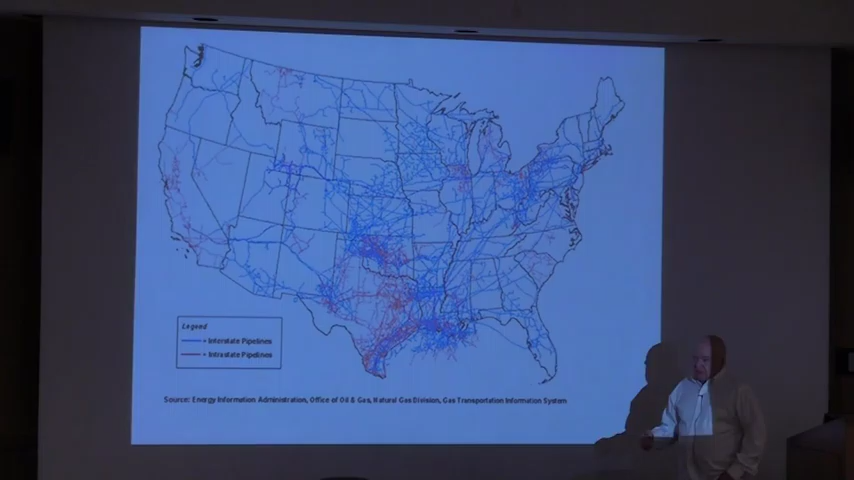 Legend
= Interstate Pipelines
= Intrastate Pipelines
Source: Energy Information Administration, Office of Oil & Gas, Natural Gas Division, Gas Transportation Information System